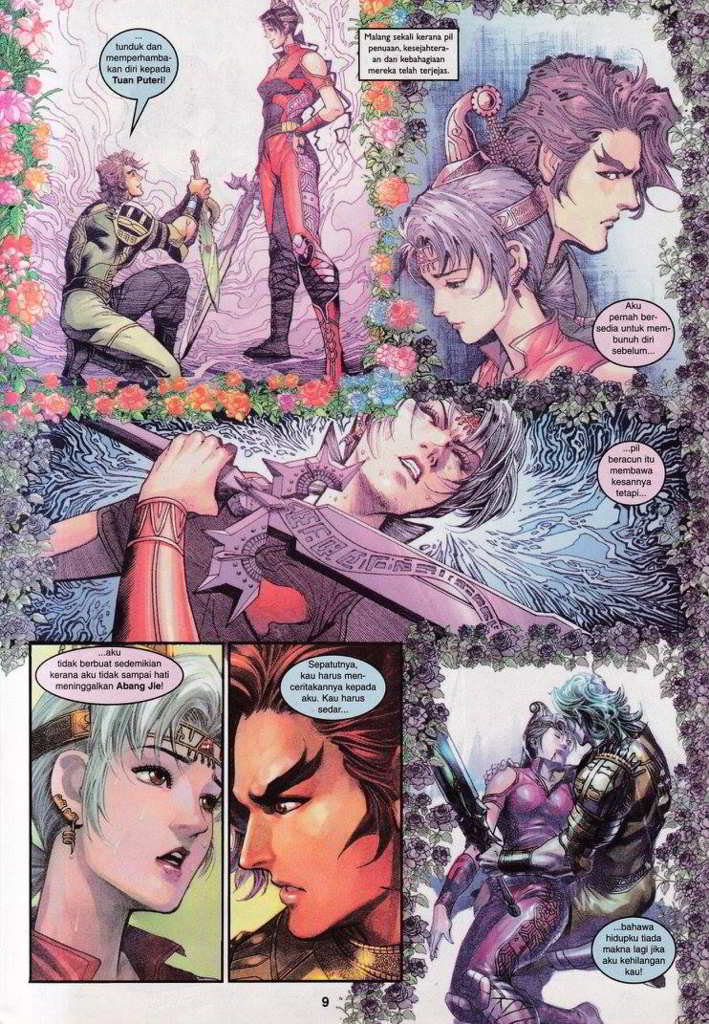 ...
tunduk dan
memperhamba-
kan diri kepada
Tuan Puteri!
Malang sekali kerana pil
penuaan, kesejahtera-
an dan kebahagiaan
mereka telah terjejas.
Aku
pernah ber-
sedia untuk mem-
bunuh diri
sebelum...
...pil
beracun itu
membawa
kesannya
tetapi...
...aku
tidak berbuat sedemikian
kerana aku tidak sampai hati
meninggalkan Abang Jie!
Sepatutnya,
kau harus men-
ceritakannya kepada
aku. Kau harus
sedar...
...bahawa
hidupku tiada
makna lagi jika
aku kehilangan
kau!
9